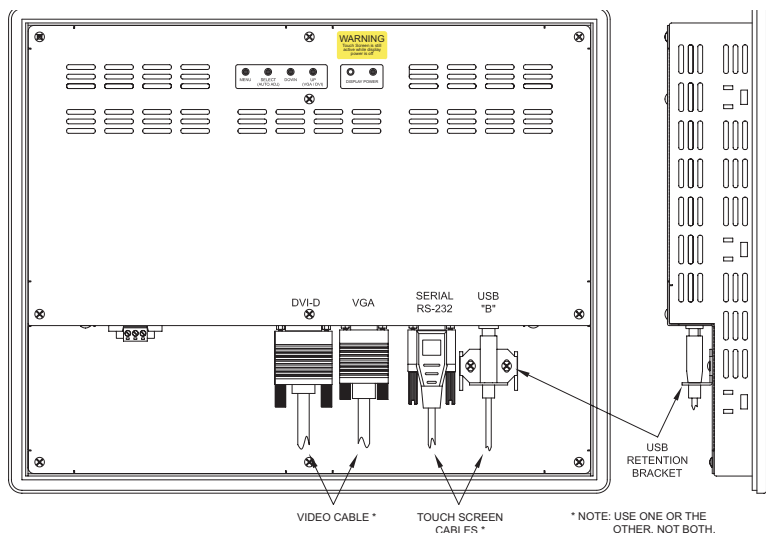 WARNING
Touch Screen is still
active while display
power is off.
MENU
SELECT
(AUTO ADJ)
DOWN
UP
(VGA / DVI)
DISPLAY POWER
DVI-D
VGA
SERIAL
RS-232
USB
"B"
USB
RETENTION
BRACKET
VIDEO CABLE *
TOUCH SCREEN
CABLES *
* NOTE: USE ONE OR THE
OTHER, NOT BOTH.